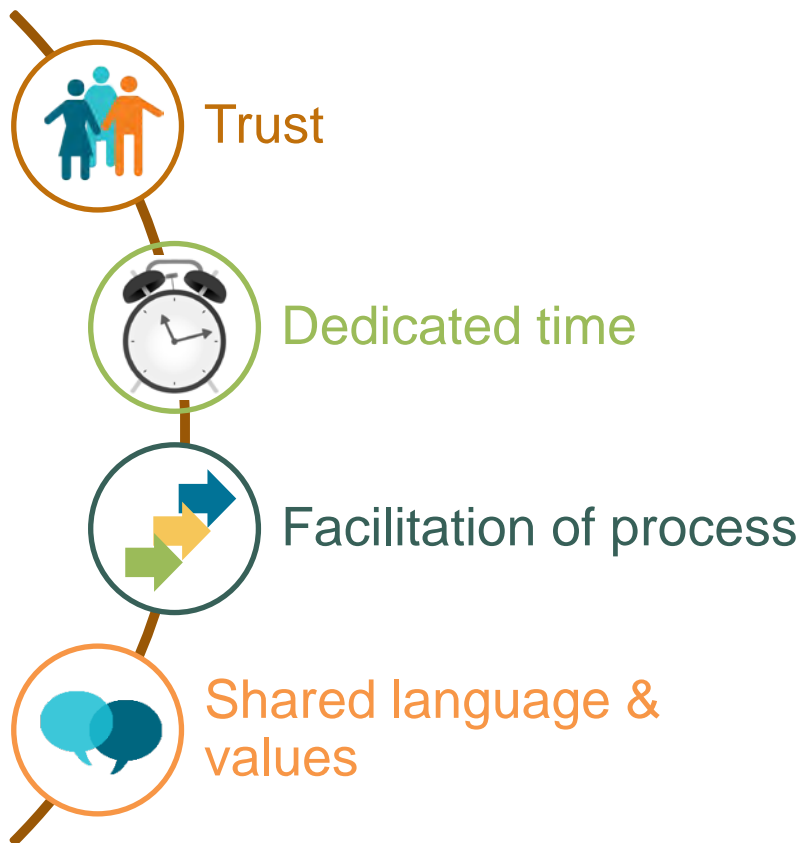 Trust
Dedicated time
Facilitation of process
Shared language &
values